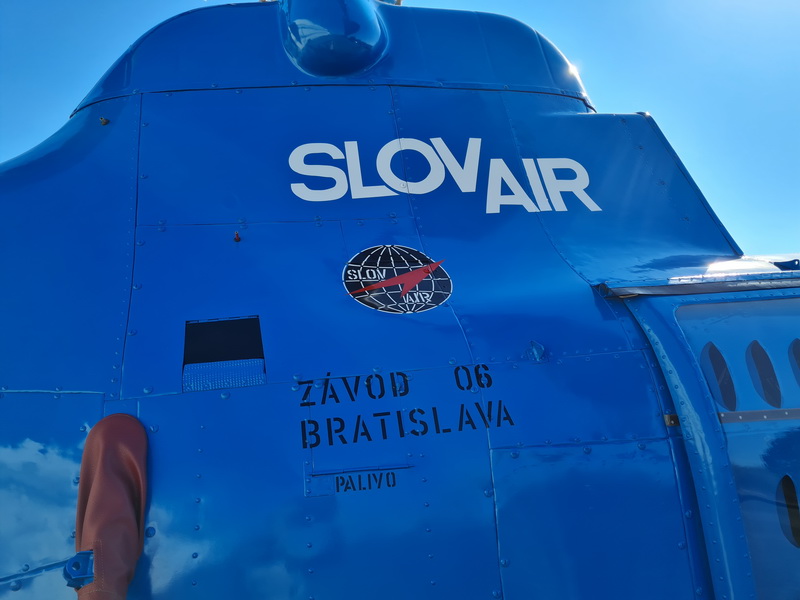 SLOVAIR
SLOV
AIR
ZÁVOD 06
BRATISLAVA
PALIVO